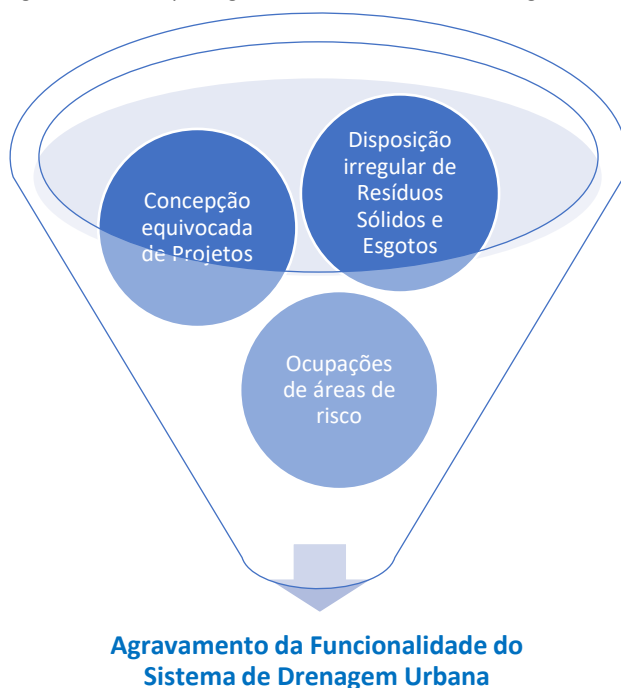 Disposição
irregular de
Resíduos
Sólidos e
Esgotos
Concepção
equivocada
de Projetos
Ocupações
de áreas de
risco
Agravamento da Funcionalidade do
Sistema de Drenagem Urbana